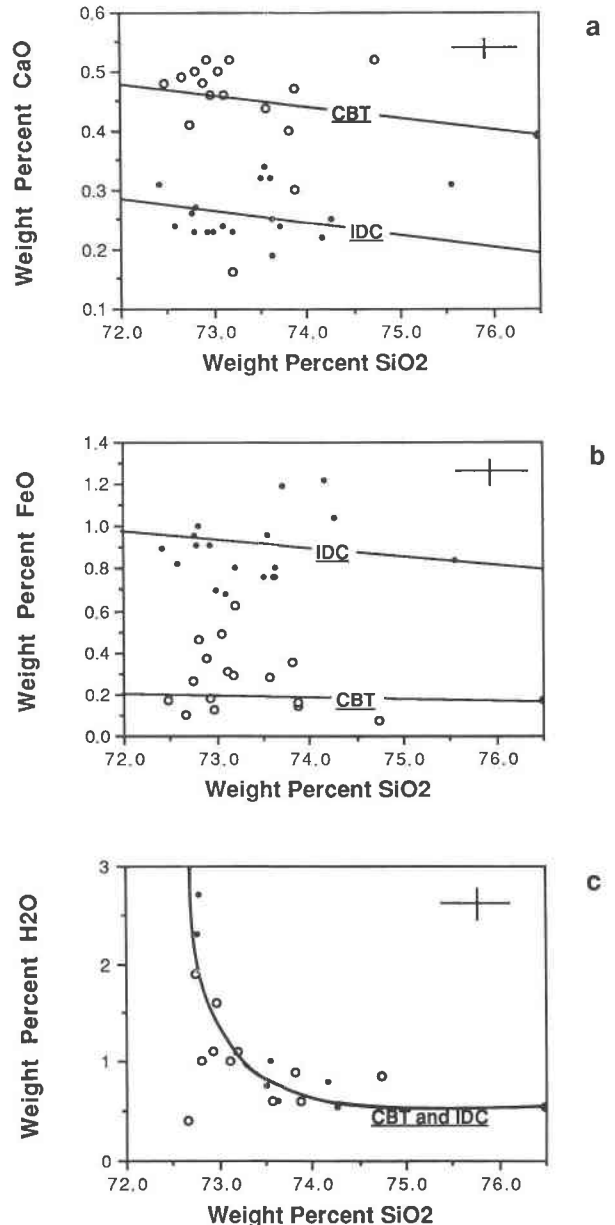 a
Weight Percent CaO
0.6
0.5
0.4
0.3
0.2
0.1
CBT
IDC
72.0 73.0 74.0 75.0 76.0
Weight Percent SiO2
b
Weight Percent FeO
1.4
1.2
1.0
0.8
0.6
0.4
0.2
0.0
IDC
CBT
72.0 73.0 74.0 75.0 76.0
Weight Percent SiO2
c
Weight Percent H2O
3
2
1
0
CBT and IDC
72.0 73.0 74.0 75.0 76.0
Weight Percent SiO2